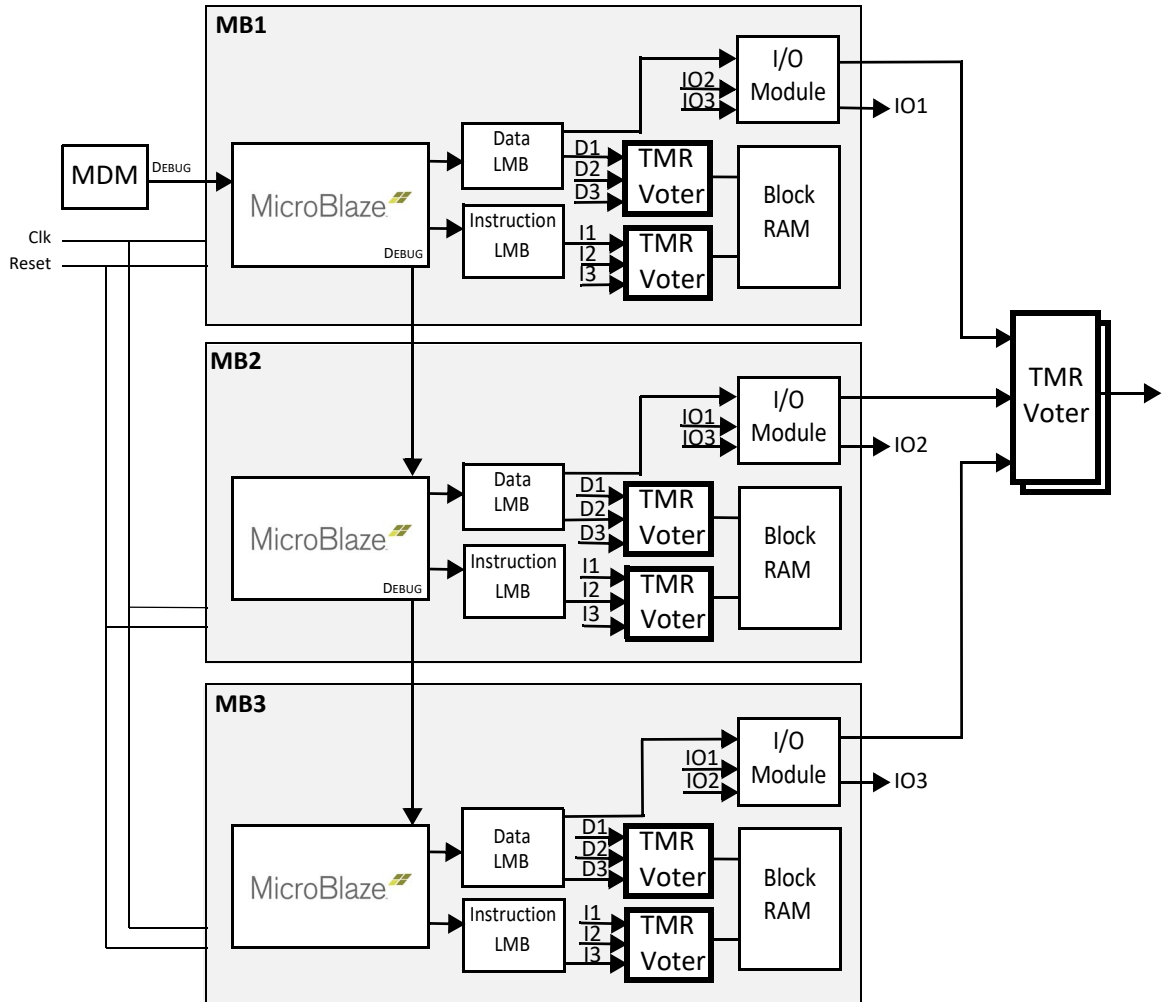 MB1
I/O
Module
IO2
IO3
IO1
Data
LMB
D1
D2
D3
TMR
Voter
Block
RAM
MDM
DEBUG
MicroBlaze
DEBUG
Instruction
LMB
I1
I2
I3
TMR
Voter
Clk
Reset
TMR
Voter
MB2
I/O
Module
IO1
IO3
IO2
Data
LMB
D1
D2
D3
TMR
Voter
Block
RAM
MicroBlaze
DEBUG
Instruction
LMB
I1
I2
I3
TMR
Voter
MB3
I/O
Module
IO1
IO2
IO3
Data
LMB
D1
D2
D3
TMR
Voter
Block
RAM
MicroBlaze
Instruction
LMB
I1
I2
I3
TMR
Voter